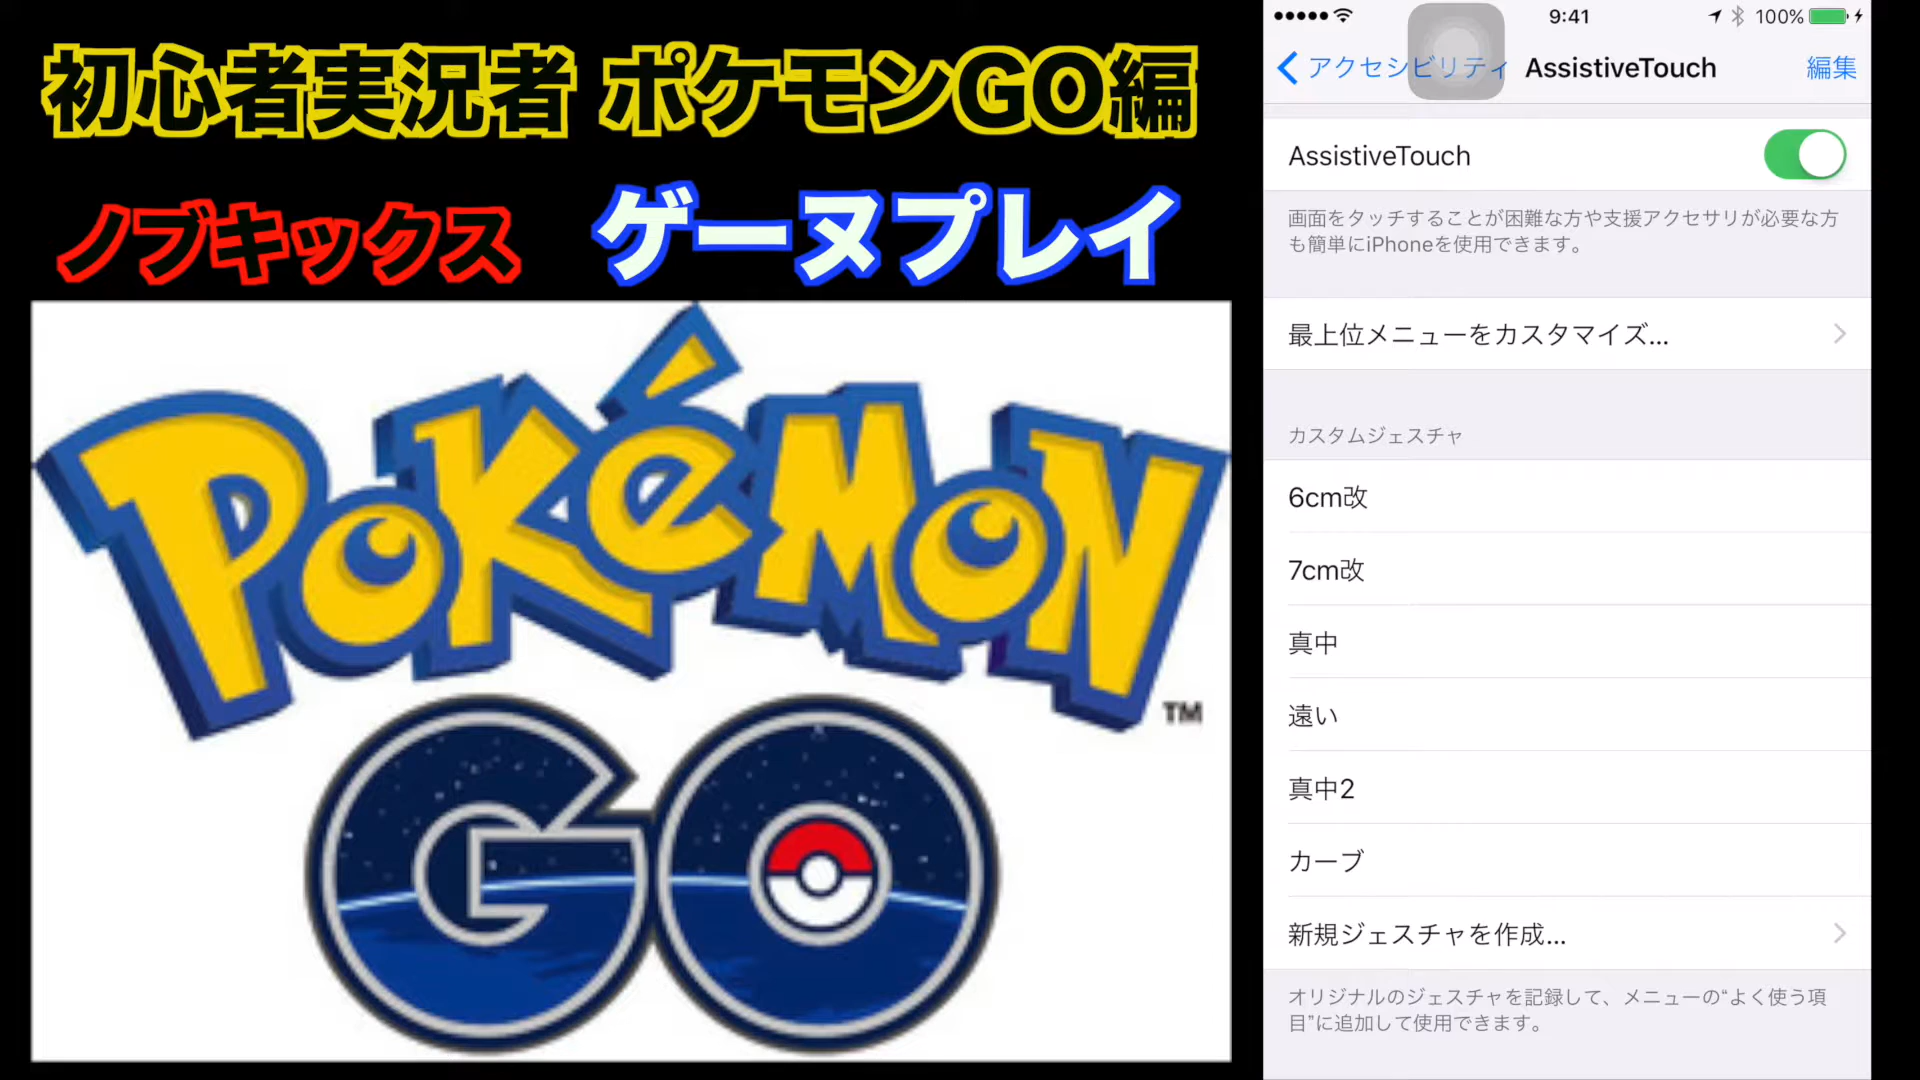 初心者実況者 ポケモンGO編
ノブキックス ゲーヌプレイ
POKéMON
TM
GO
9:41
100%
アクセシビリティ
AssistiveTouch
編集
AssistiveTouch
画面をタッチすることが困難な方や支援アクセサリが必要な方
も簡単にiPhoneを使用できます。
最上位メニューをカスタマイズ...
カスタムジェスチャ
6cm改
7cm改
真中
遠い
真中2
カーブ
新規ジェスチャを作成...
オリジナルのジェスチャを記録して、メニューの“よく使う項
目”に追加して使用できます。